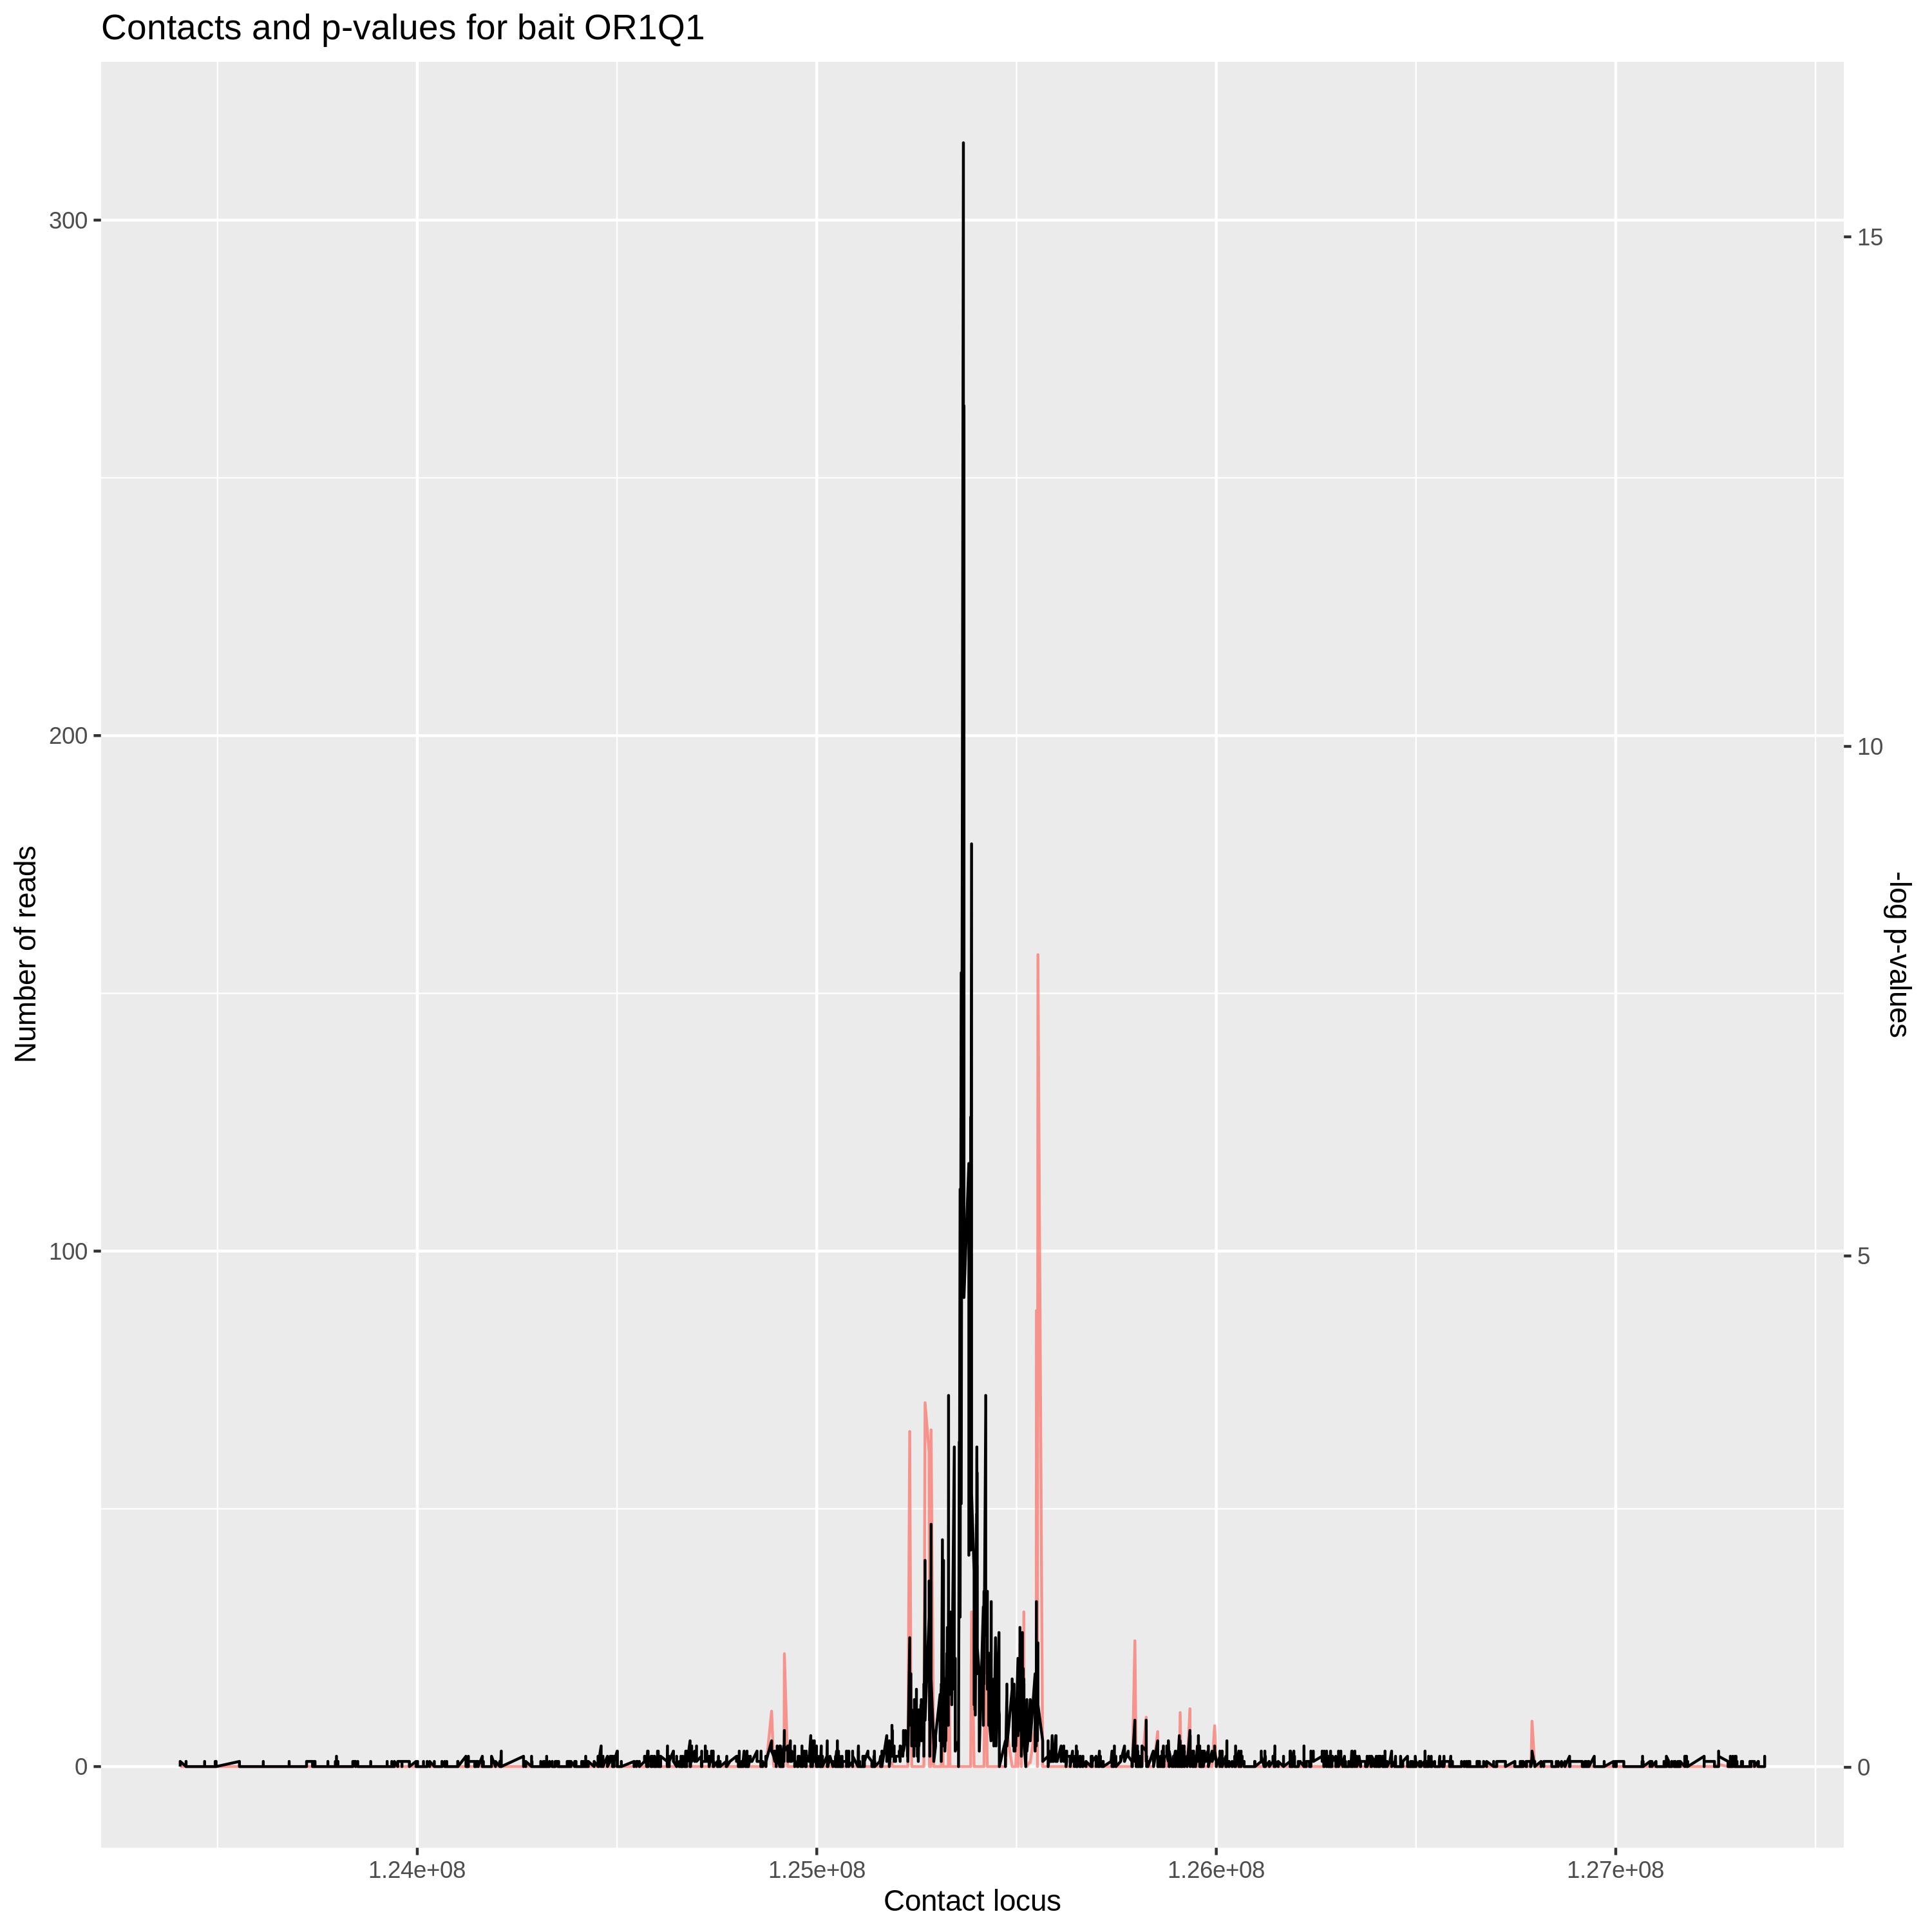 Contacts and p-values for bait OR1Q1
300
200
100
0
15
10
5
0
Number of reads
-log p-values
1.24e+08
1.25e+08
1.26e+08
1.27e+08
Contact locus